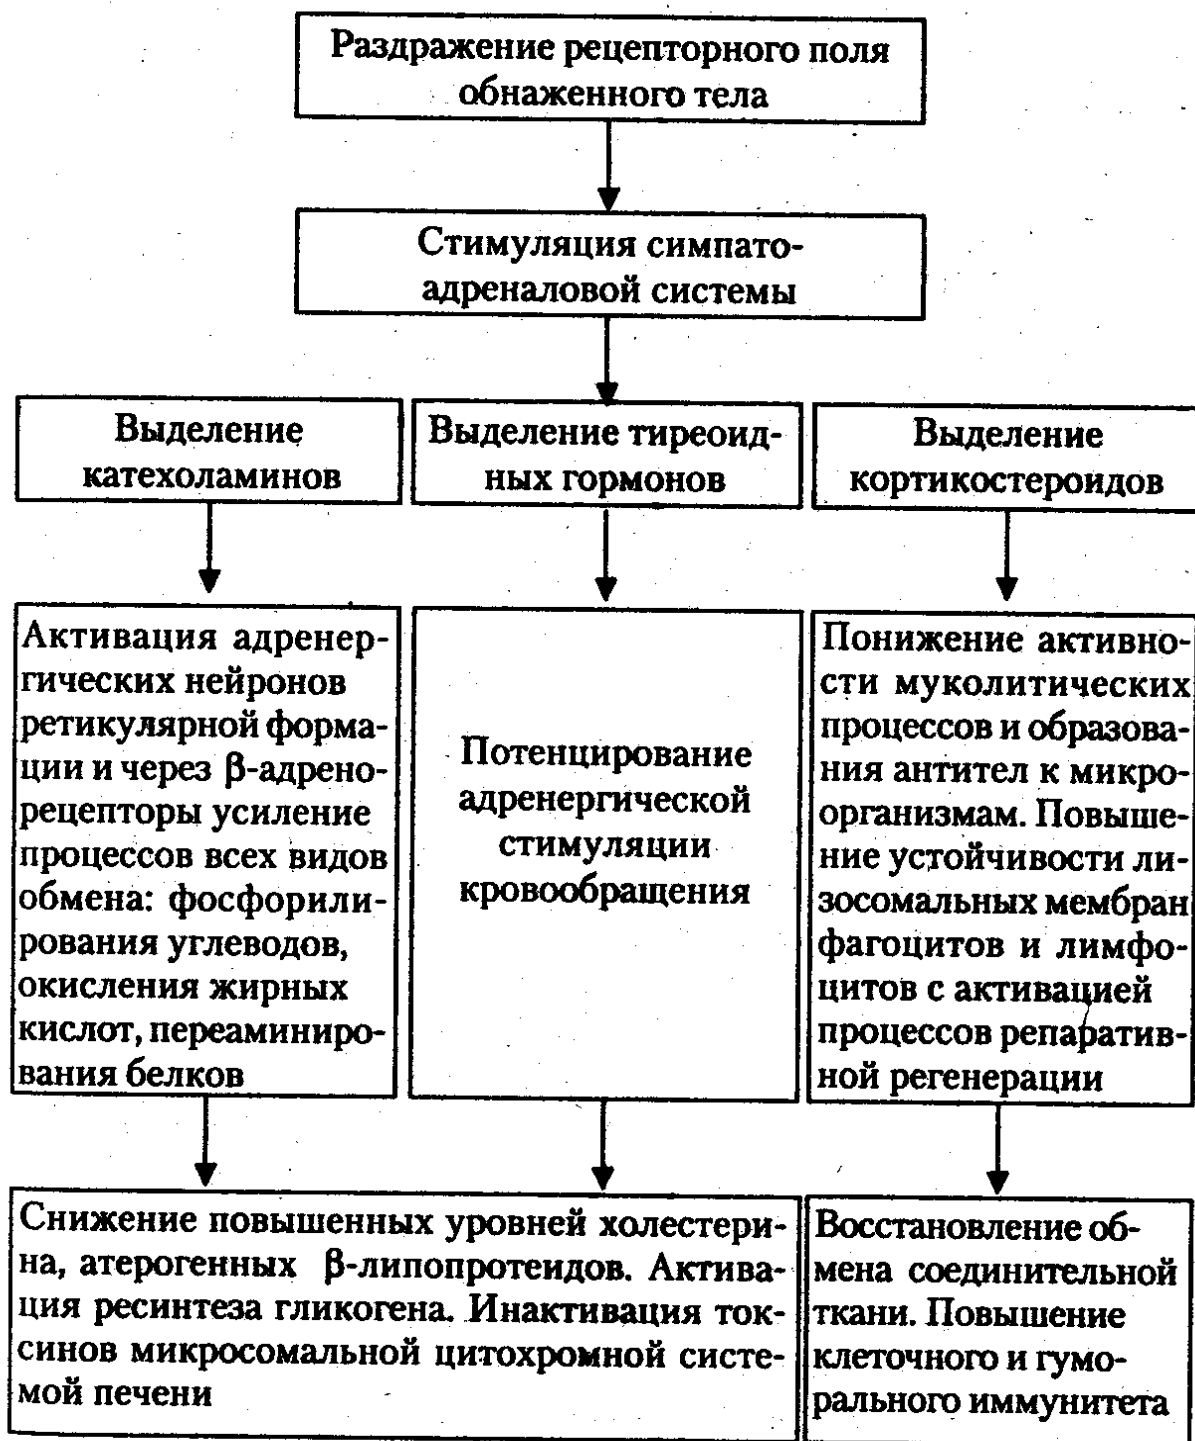 Раздражение рецепторного поля
обнаженного тела
Стимуляция симпато-
адреналовой системы
Выделение
катехоламинов
Выделение тиреоид-
ных гормонов
Выделение
кортикостероидов
Активация адренер-
гических нейронов
ретикулярной форма-
ции и через β-адрено-
рецепторы усиление
процессов всех видов
обмена: фосфорили-
рования углеводов,
окисления жирных
кислот, переаминиро-
вания белков
Потенцирование
адренергической
стимуляции
кровообращения
Понижение активно-
сти муколитических
процессов и образова-
ния антител к микро-
организмам. Повыше-
ние устойчивости ли-
зосомальных мембран
фагоцитов и лимфо-
цитов с активацией
процессов репаратив-
ной регенерации
Снижение повышенных уровней холестери-
на, атерогенных β-липопротеидов. Актива-
ция ресинтеза гликогена. Инактивация ток-
синов микросомальной цитохромной систе-
мой печени
Восстановление об-
мена соединительной
ткани. Повышение
клеточного и гумо-
рального иммунитета